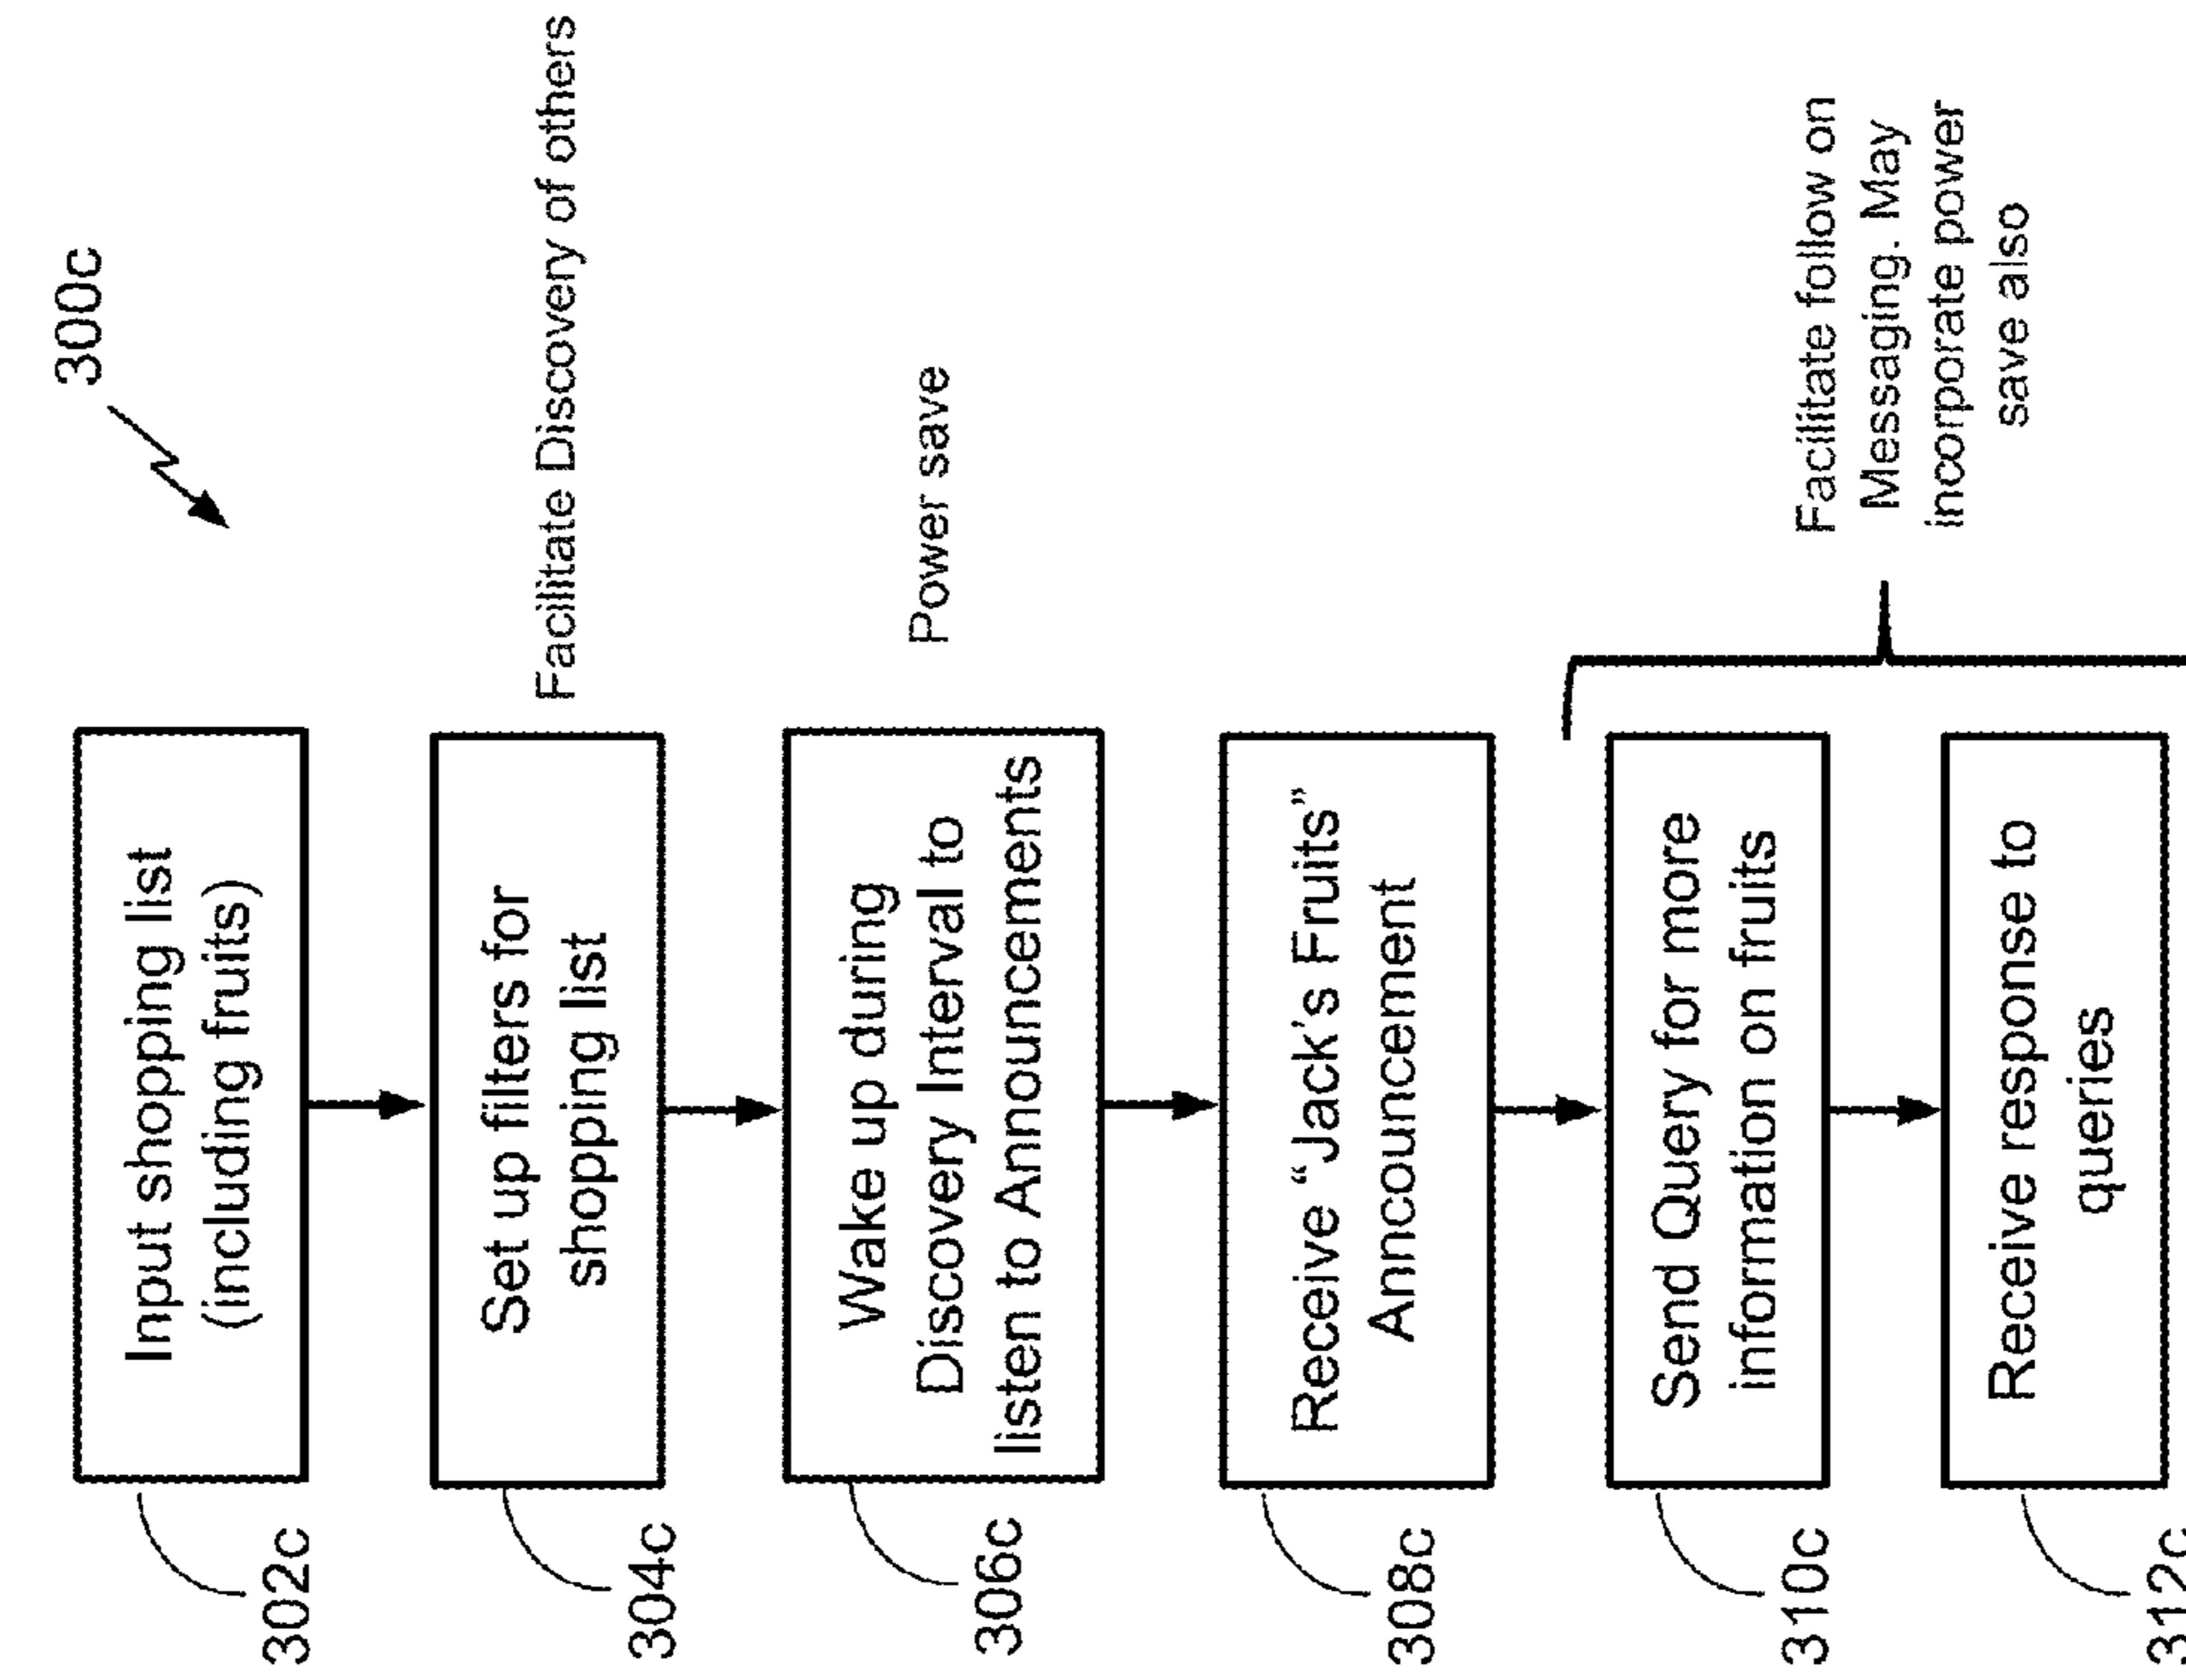 300c
Input shopping list
(including fruits)
302c
Set up filters for
shopping list
304c
Facilitate Discovery of others
Wake up during
Discovery Interval to
listen to Announcements
306c
Power save
Receive “Jack’s Fruits”
Anncouncement
308c
Send Query for more
information on fruits
310c
Receive response to
queries
312c
Facilitate follow on
Messaging. May
incorporate power
save also